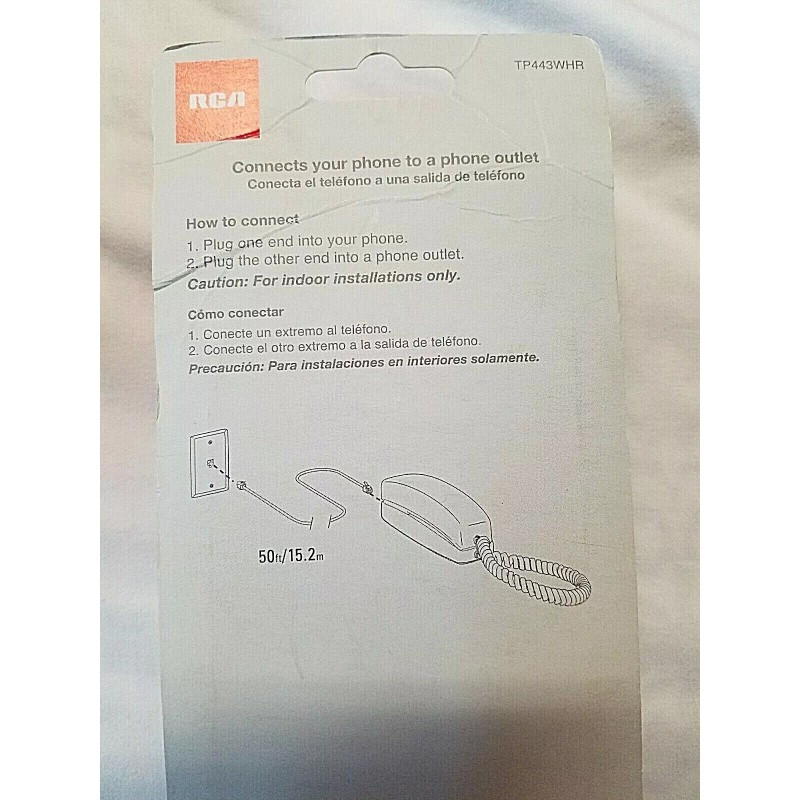 RCA
TP443WHR
Connects your phone to a phone outlet
Conecta el teléfono a una salida de teléfono
How to connect
1. Plug one end into your phone.
2. Plug the other end into a phone outlet.
Caution: For indoor installations only.
Cómo conectar
1. Conecte un extremo al teléfono.
2. Conecte el otro extremo a la salida de teléfono.
Precaución: Para instalaciones en interiores solamente.
50ft/15.2m